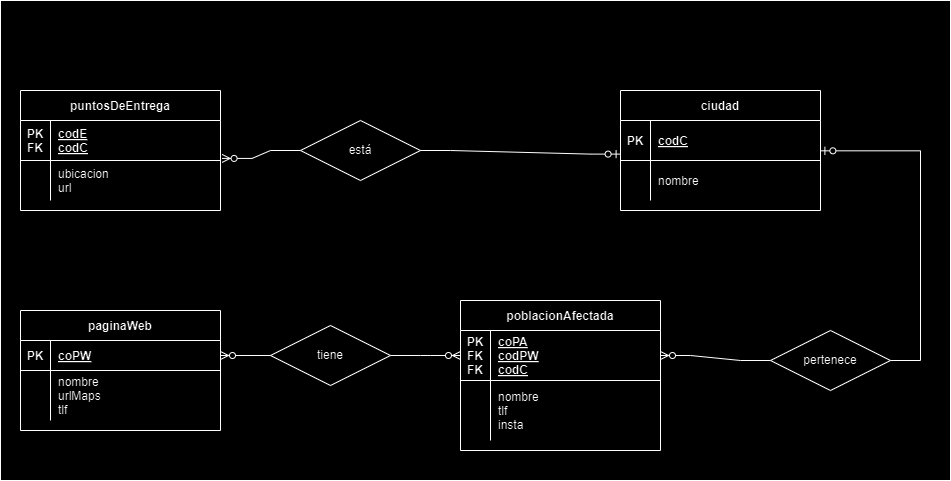 puntosDeEntrega
PK codE
FK codC
ubicacion
url
está
ciudad
PK codC
nombre
paginaWeb
PK coPW
nombre
urlMaps
tlf
tiene
poblacionAfectada
PK coPA
FK codPW
FK codC
nombre
tlf
insta
pertenece